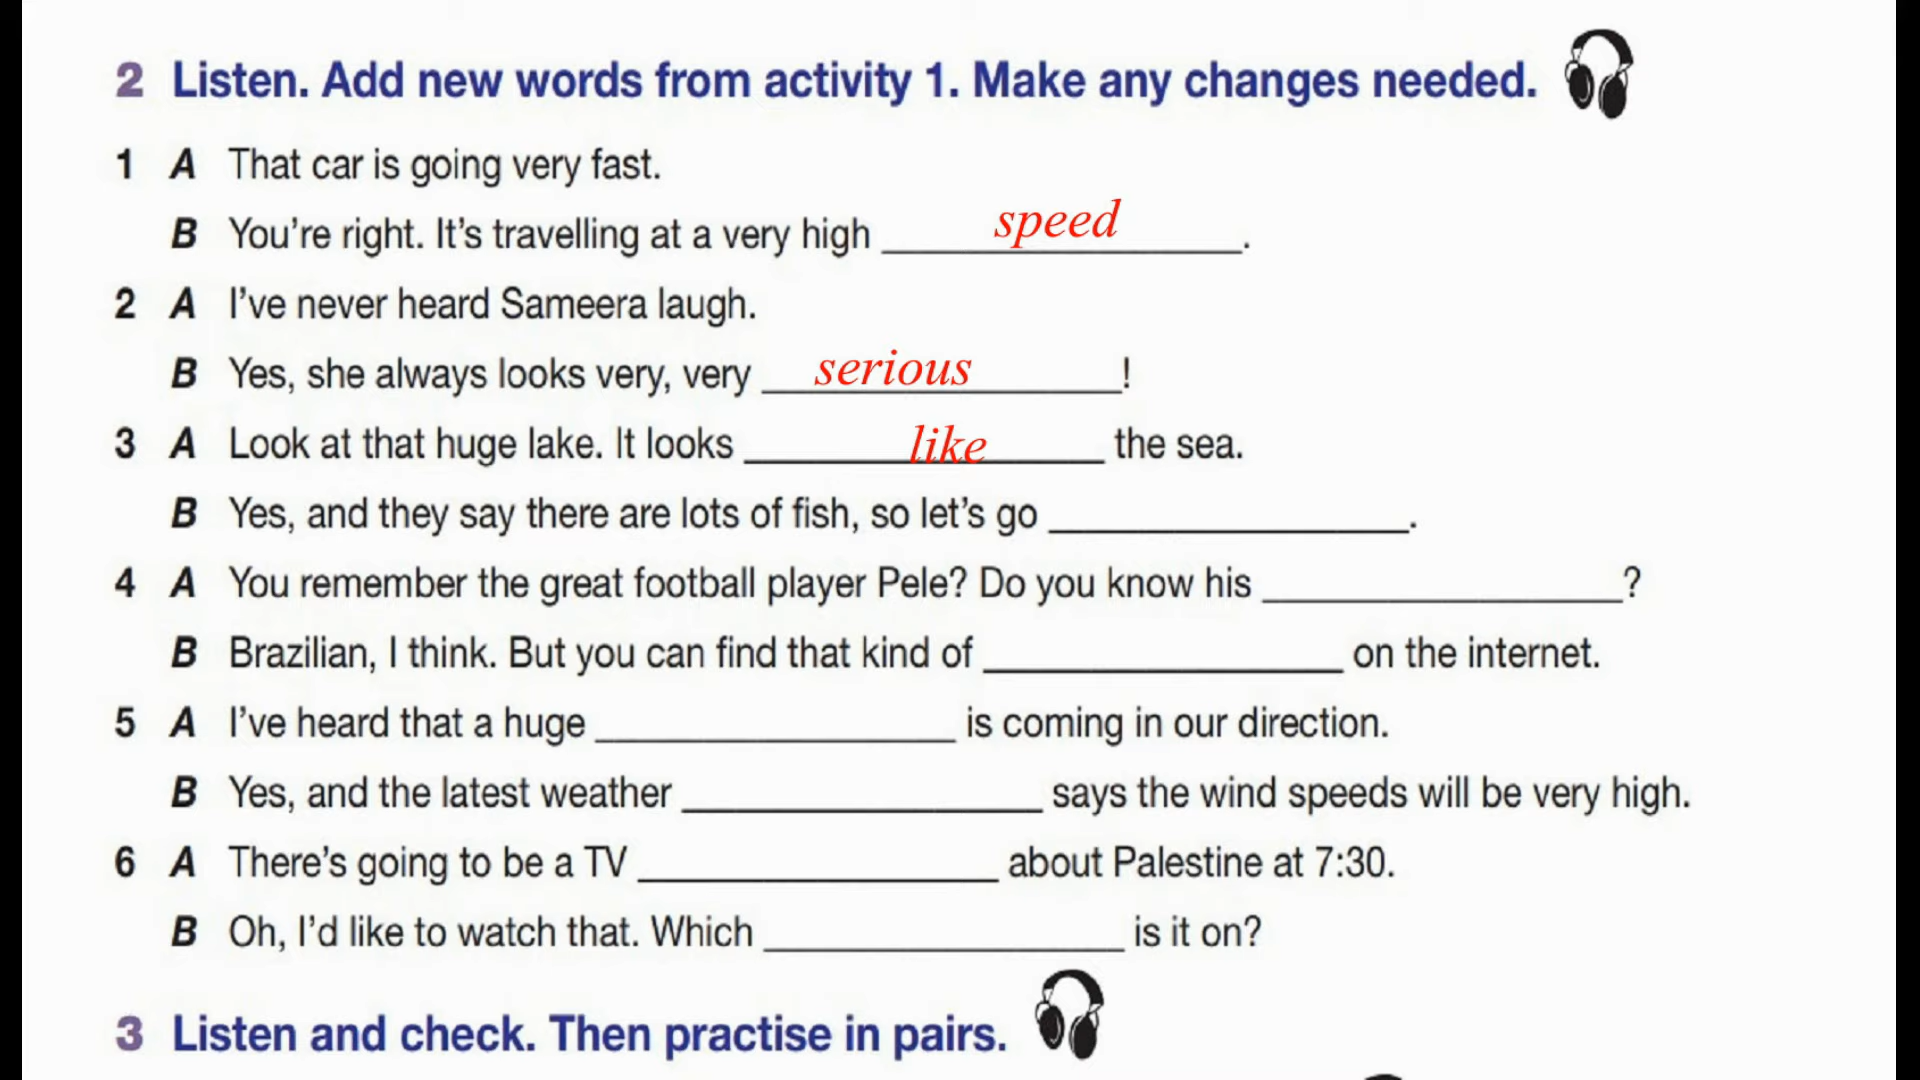 2 Listen. Add new words from activity 1. Make any changes needed.
1 A That car is going very fast.
B You're right. It's travelling at a very high speed.
2 A I've never heard Sameera laugh.
B Yes, she always looks very, very serious!
3 A Look at that huge lake. It looks like the sea.
B Yes, and they say there are lots of fish, so let's go ____________.
4 A You remember the great football player Pele? Do you know his ____________?
B Brazilian, I think. But you can find that kind of ____________ on the internet.
5 A I've heard that a huge ____________ is coming in our direction.
B Yes, and the latest weather ____________ says the wind speeds will be very high.
6 A There's going to be a TV ____________ about Palestine at 7:30.
B Oh, I'd like to watch that. Which ____________ is it on?
3 Listen and check. Then practise in pairs.